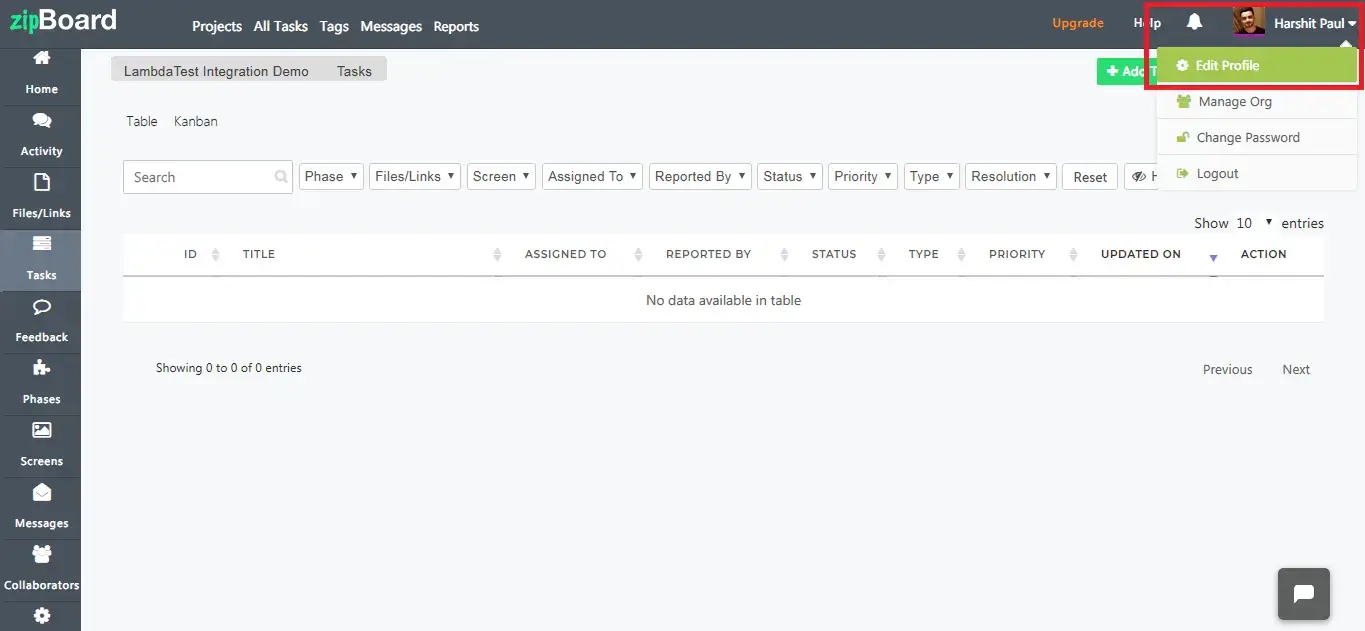 zipBoard
Projects All Tasks Tags Messages Reports
Upgrade Help Harshit Paul
Edit Profile
Manage Org
Change Password
Logout
Home
Activity
Files/Links
Tasks
Feedback
Phases
Screens
Messages
Collaborators
LambdaTest Integration Demo Tasks
+ Add T
Table Kanban
Search Phase Files/Links Screen Assigned To Reported By Status Priority Type Resolution Reset H
Show 10 entries
ID TITLE ASSIGNED TO REPORTED BY STATUS TYPE PRIORITY UPDATED ON ACTION
No data available in table
Showing 0 to 0 of 0 entries
Previous Next